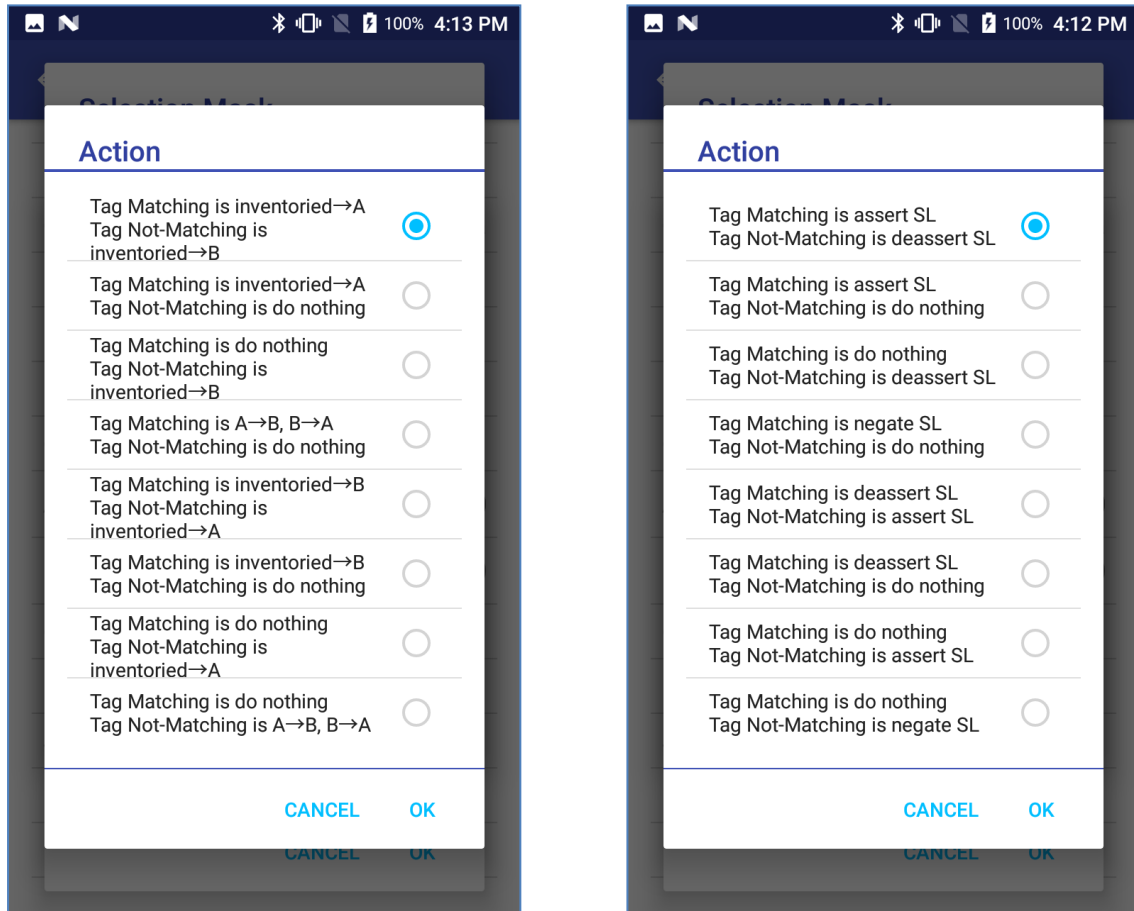 100% 4:13 PM
Selection Mask
Action
Tag Matching is inventoried→A
Tag Not-Matching is
inventoried→B
Tag Matching is inventoried→A
Tag Not-Matching is do nothing
Tag Matching is do nothing
Tag Not-Matching is
inventoried→B
Tag Matching is A→B, B→A
Tag Not-Matching is do nothing
Tag Matching is inventoried→B
Tag Not-Matching is
inventoried→A
Tag Matching is inventoried→B
Tag Not-Matching is do nothing
Tag Matching is do nothing
Tag Not-Matching is
inventoried→A
Tag Matching is do nothing
Tag Not-Matching is A→B, B→A
CANCEL OK
CANCEL OK
100% 4:12 PM
Selection Mask
Action
Tag Matching is assert SL
Tag Not-Matching is deassert SL
Tag Matching is assert SL
Tag Not-Matching is do nothing
Tag Matching is do nothing
Tag Not-Matching is deassert SL
Tag Matching is negate SL
Tag Not-Matching is do nothing
Tag Matching is deassert SL
Tag Not-Matching is assert SL
Tag Matching is deassert SL
Tag Not-Matching is do nothing
Tag Matching is do nothing
Tag Not-Matching is assert SL
Tag Matching is do nothing
Tag Not-Matching is negate SL
CANCEL OK
CANCEL OK